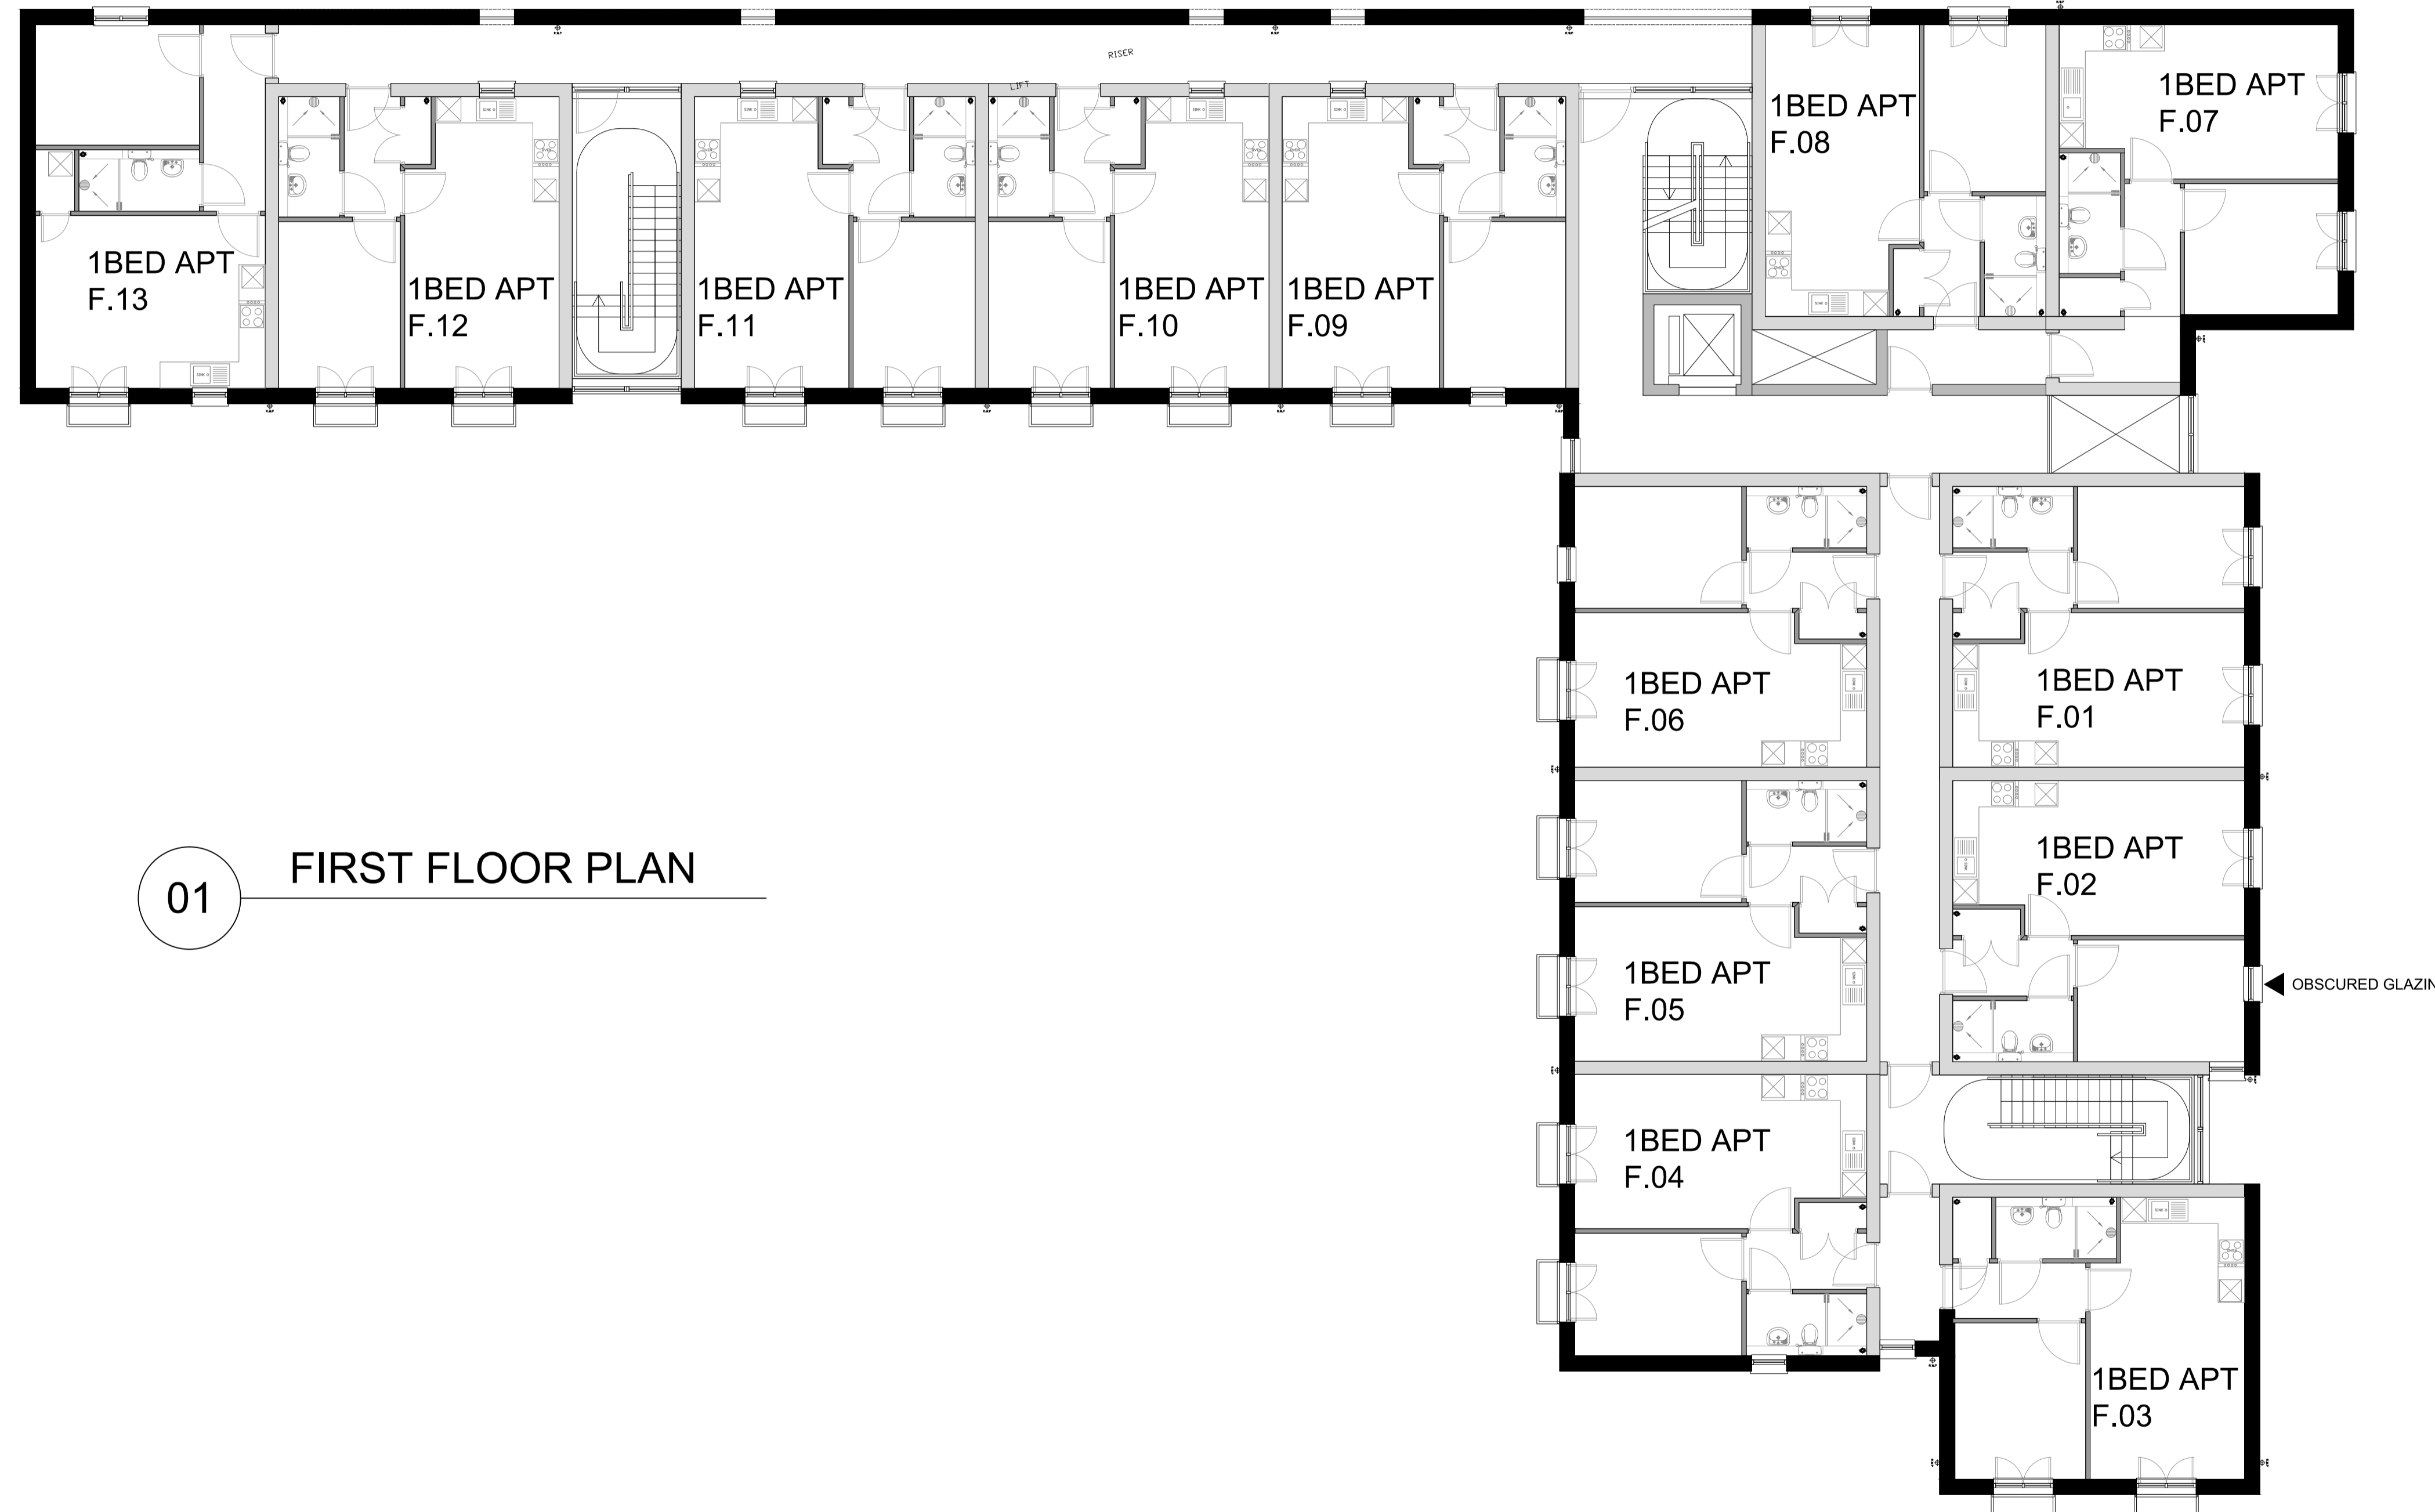 RISER
LIFT
1BED APT
F.07
1BED APT
F.08
1BED APT
F.13
1BED APT
F.12
1BED APT
F.11
1BED APT
F.10
1BED APT
F.09
1BED APT
F.06
1BED APT
F.01
1BED APT
F.02
01
FIRST FLOOR PLAN
1BED APT
F.05
OBSCURED GLAZIN
1BED APT
F.04
1BED APT
F.03